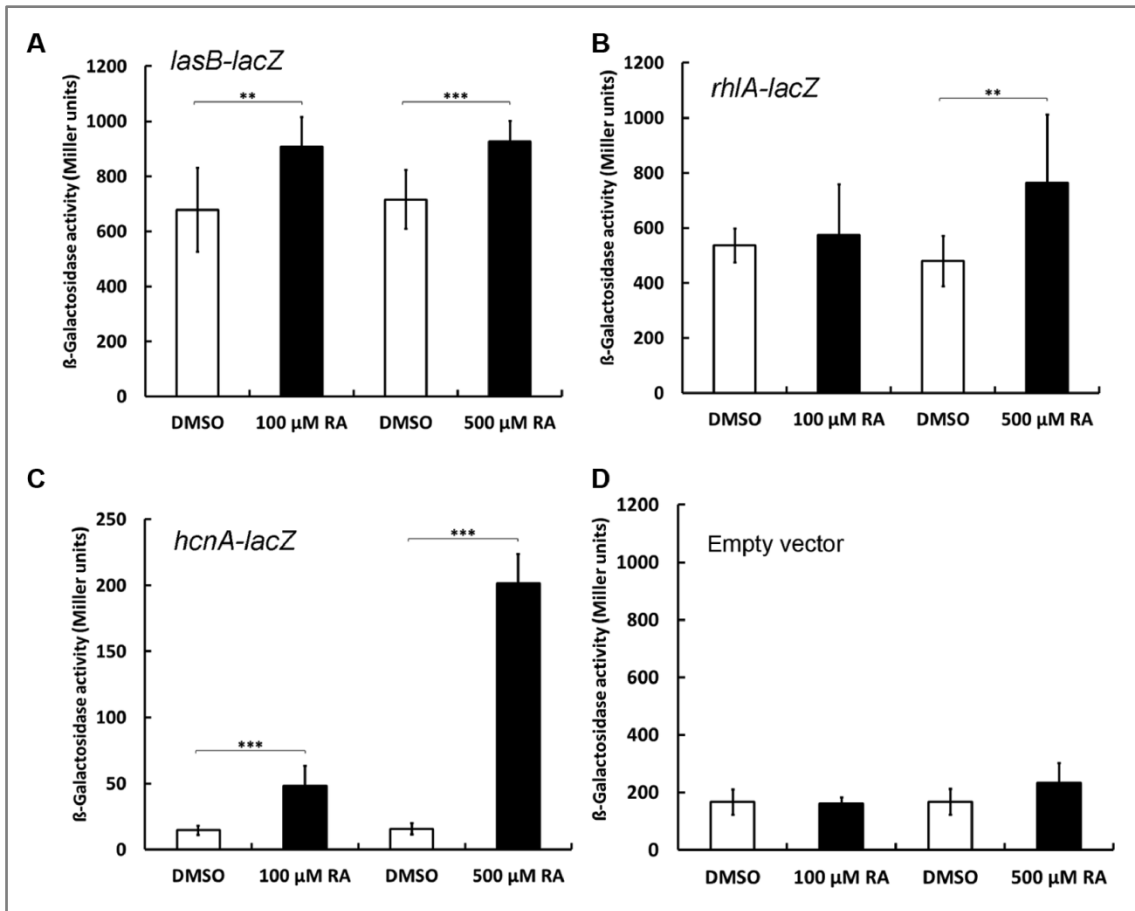 A
lasB-lacZ
ß-Galactosidase activity (Miller units)
1200
1000
800
600
400
200
0
**
***
DMSO 100 µM RA DMSO 500 µM RA
B
rhlA-lacZ
ß-Galactosidase activity (Miller units)
1200
1000
800
600
400
200
0
**
DMSO 100 µM RA DMSO 500 µM RA
C
hcnA-lacZ
ß-Galactosidase activity (Miller units)
250
200
150
100
50
0
***
***
DMSO 100 µM RA DMSO 500 µM RA
D
Empty vector
ß-Galactosidase activity (Miller units)
1200
1000
800
600
400
200
0
DMSO 100 µM RA DMSO 500 µM RA